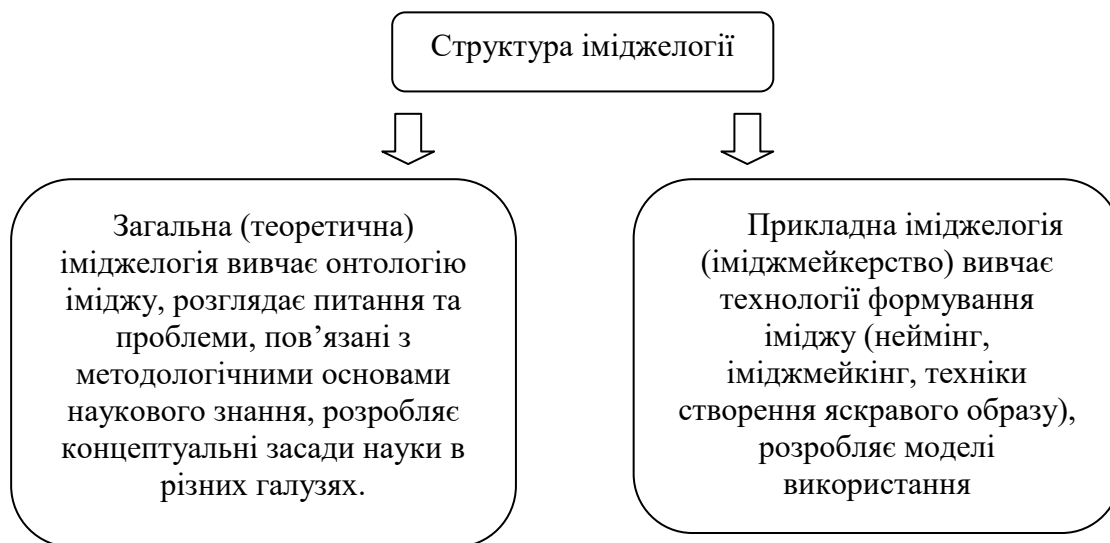 Структура іміджелогії
Загальна (теоретична)
іміджелогія вивчає онтологію
іміджу, розглядає питання та
проблеми, пов’язані з
методологічними основами
наукового знання, розробляє
концептуальні засади науки в
різних галузях.
Прикладна іміджелогія
(іміджмейкерство) вивчає
технології формування
іміджу (неймінг,
іміджмейкінг, техніки
створення яскравого образу),
розробляє моделі
використання